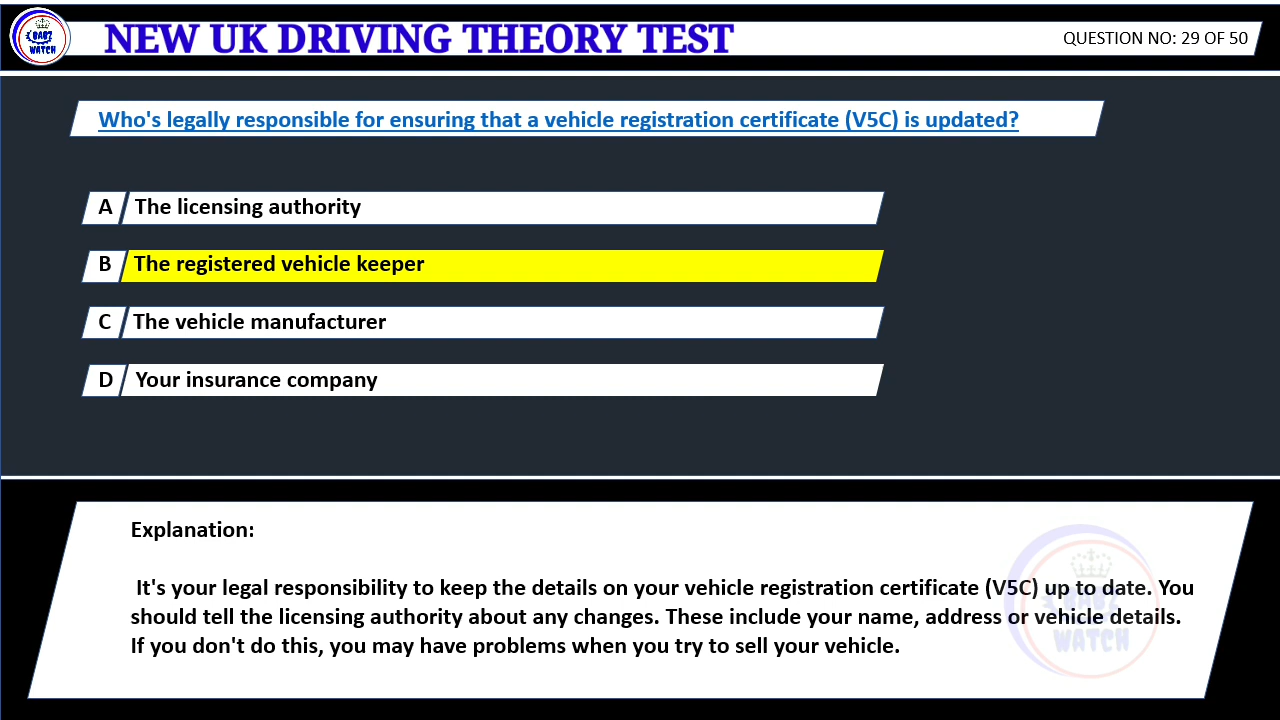 BABZ
WATCH
NEW UK DRIVING THEORY TEST
QUESTION NO: 29 OF 50
Who's legally responsible for ensuring that a vehicle registration certificate (V5C) is updated?
A The licensing authority
B The registered vehicle keeper
C The vehicle manufacturer
D Your insurance company
Explanation:
It's your legal responsibility to keep the details on your vehicle registration certificate (V5C) up to date. You
should tell the licensing authority about any changes. These include your name, address or vehicle details.
If you don't do this, you may have problems when you try to sell your vehicle.
BABZ
WATCH